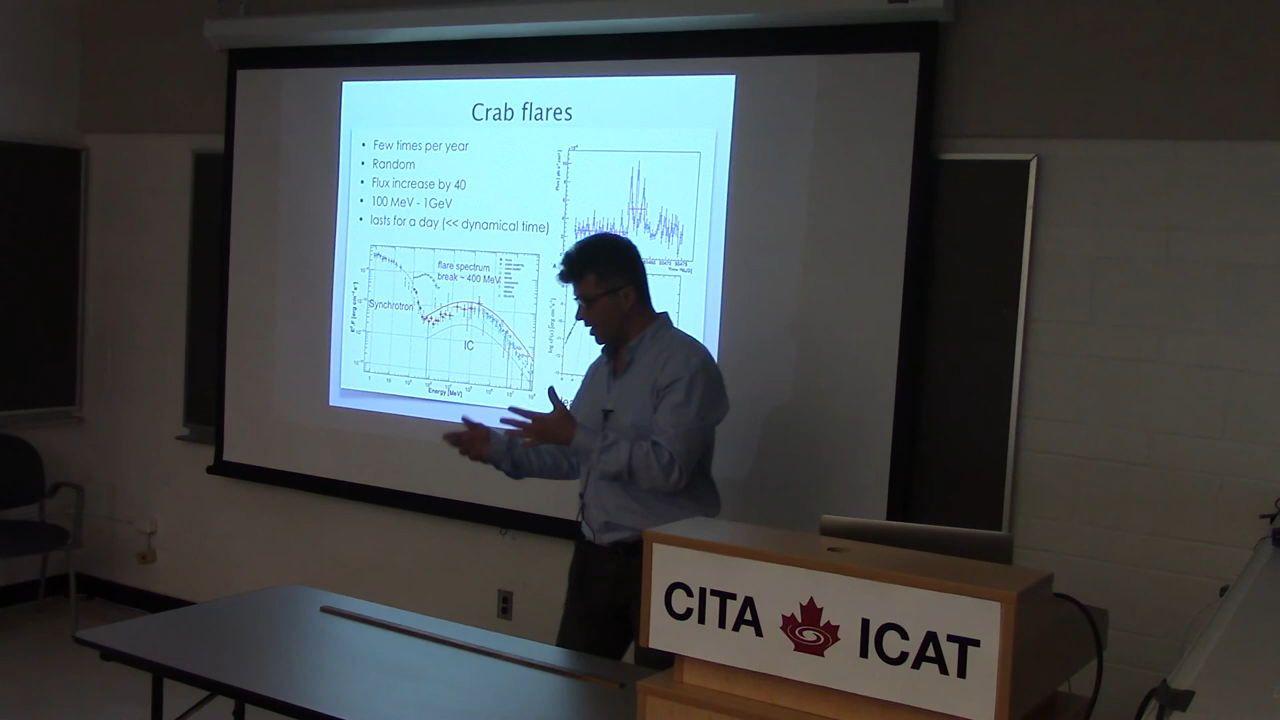 Crab flares
• Few times per year
• Random
• Flux increase by 40
• 100 MeV - 1GeV
• lasts for a day (<< dynamical time)
flare spectrum
break ~ 400 MeV
Synchrotron
IC
Energy [MeV]
CITA ICAT